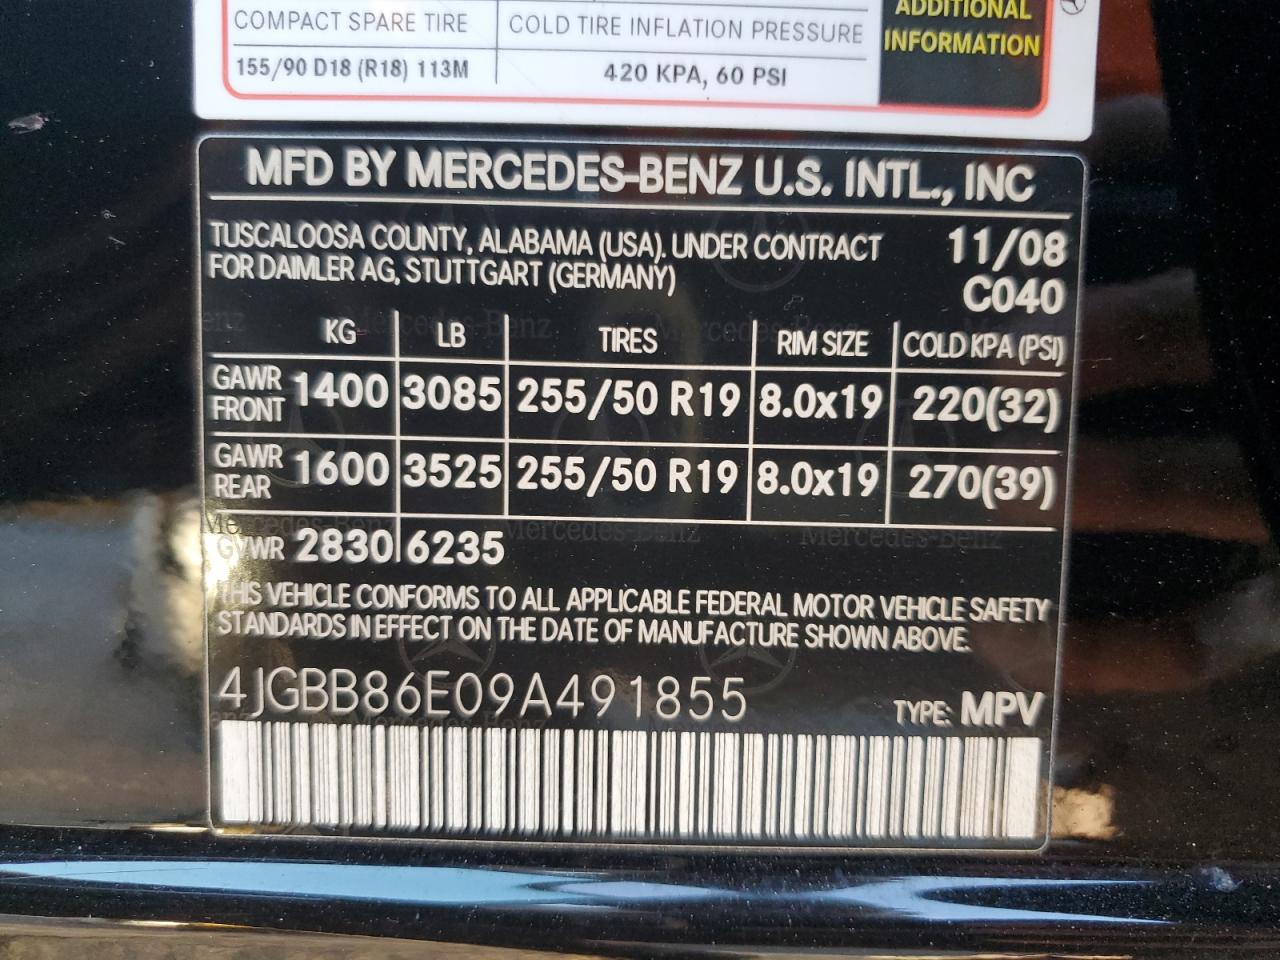 COMPACT SPARE TIRE COLD TIRE INFLATION PRESSURE
155/90 D18 (R18) 113M 420 KPA, 60 PSI
ADDITIONAL
INFORMATION
MFD BY MERCEDES-BENZ U.S. INTL., INC
TUSCALOOSA COUNTY, ALABAMA (USA). UNDER CONTRACT 11/08
FOR DAIMLER AG, STUTTGART (GERMANY) C040
KG LB TIRES RIM SIZE COLD KPA (PSI)
GAWR FRONT 1400 3085 255/50 R19 8.0x19 220(32)
GAWR REAR 1600 3525 255/50 R19 8.0x19 270(39)
GVWR 2830 6235
THIS VEHICLE CONFORMS TO ALL APPLICABLE FEDERAL MOTOR VEHICLE SAFETY
STANDARDS IN EFFECT ON THE DATE OF MANUFACTURE SHOWN ABOVE.
4JGBB86E09A491855 TYPE: MPV